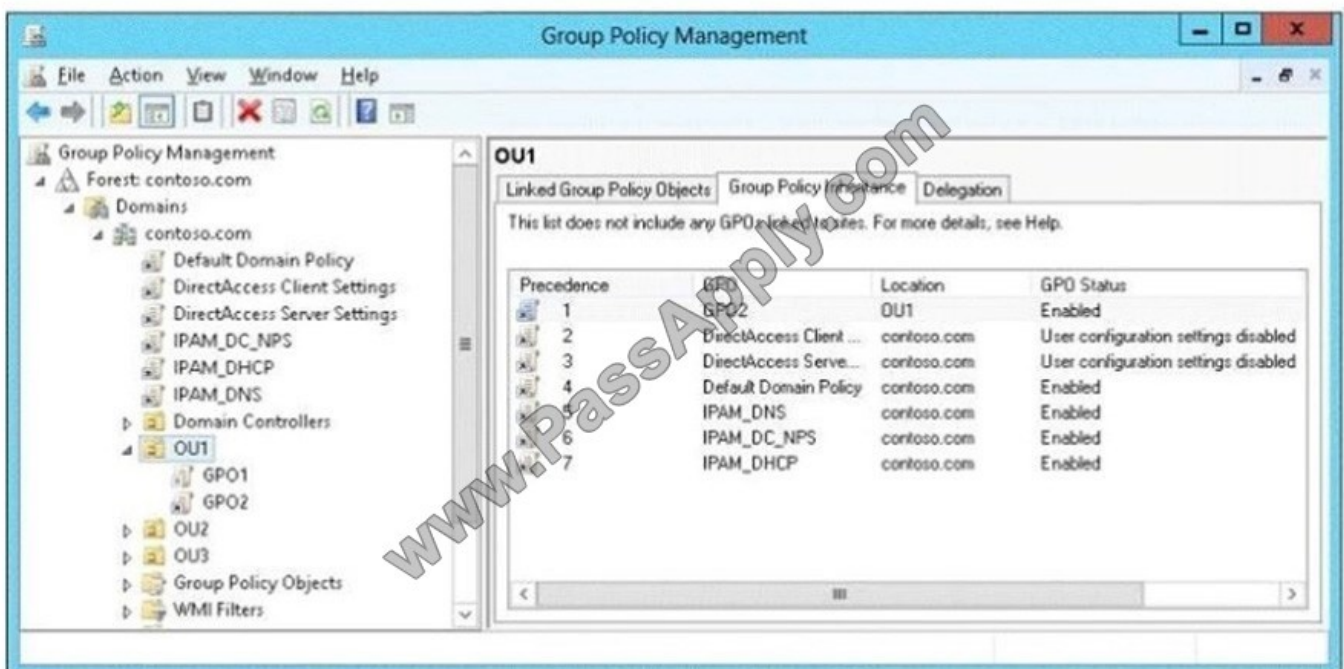 Group Policy Management
File Action View Window Help
Group Policy Management
Forest: contoso.com
Domains
contoso.com
Default Domain Policy
DirectAccess Client Settings
DirectAccess Server Settings
IPAM_DC_NPS
IPAM_DHCP
IPAM_DNS
Domain Controllers
OU1
GPO1
GPO2
OU2
OU3
Group Policy Objects
WMI Filters
OU1
Linked Group Policy Objects Group Policy Inheritance Delegation
This list does not include any GPOs linked to sites. For more details, see Help.
Precedence GPO Location GPO Status
1 GPO2 OU1 Enabled
2 DirectAccess Client ... contoso.com User configuration settings disabled
3 DirectAccess Serve... contoso.com User configuration settings disabled
4 Default Domain Policy contoso.com Enabled
5 IPAM_DNS contoso.com Enabled
6 IPAM_DC_NPS contoso.com Enabled
7 IPAM_DHCP contoso.com Enabled
www.PassApply.com